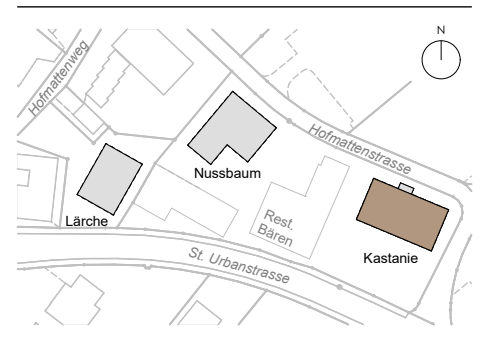 N
Hofmattenweg
Hofmattenstrasse
Nussbaum
Lärche
Rest.
Bären
Kastanie
St. Urbanstrasse